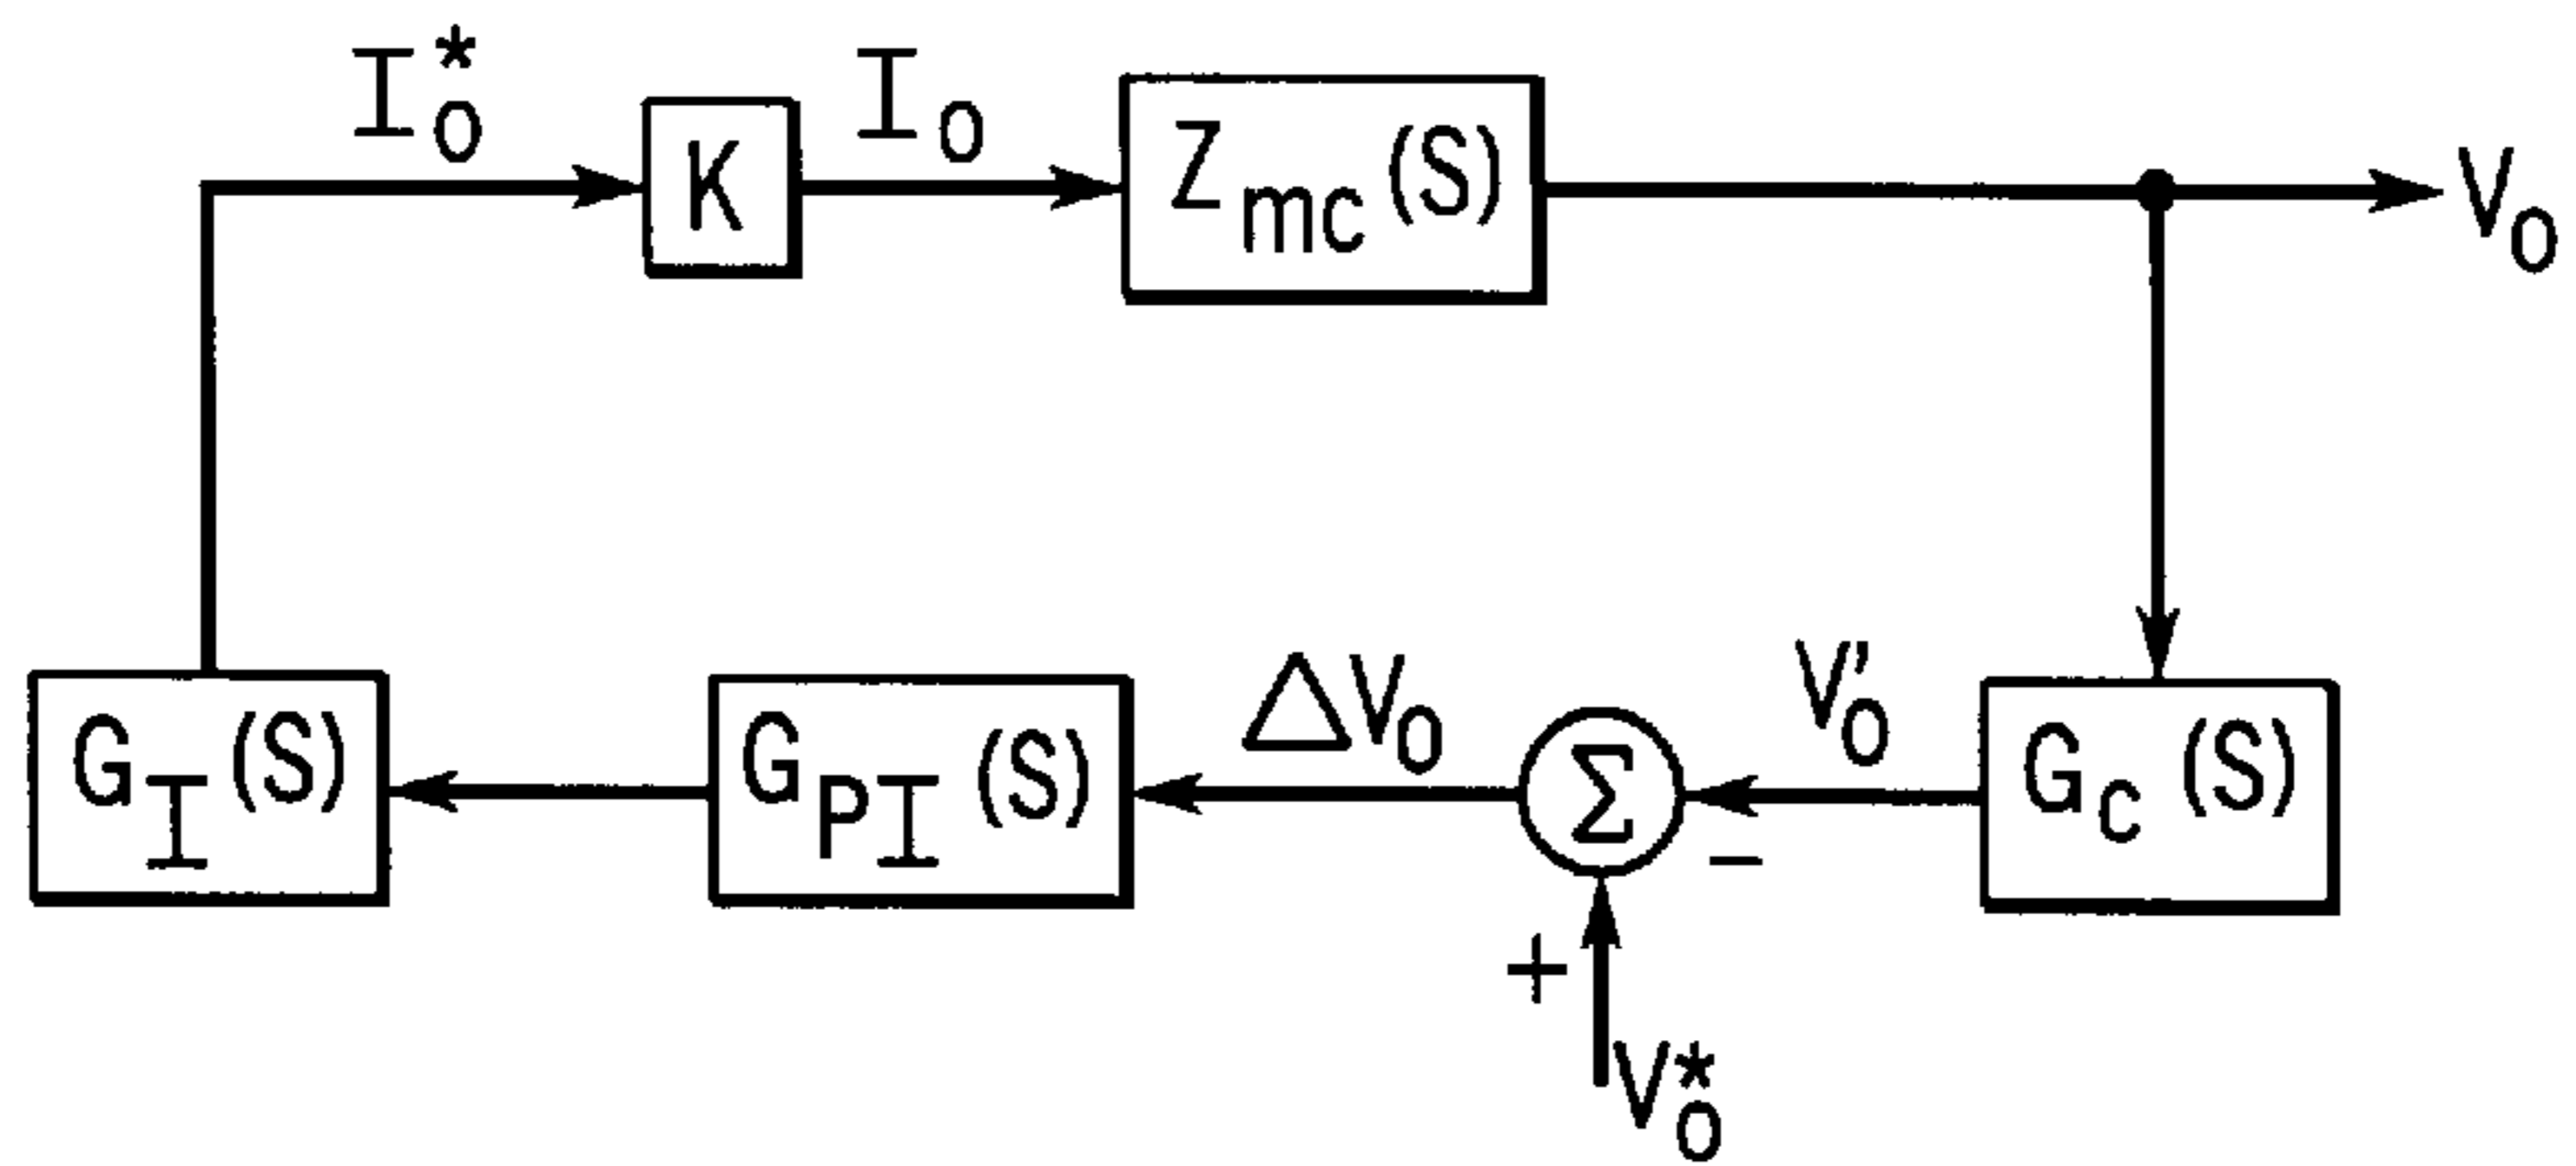 I*o
K
Io
Zmc(S)
Vo
GI(S)
GPI(S)
ΔVo
Σ
V'o
Gc(S)
−
+
V*o